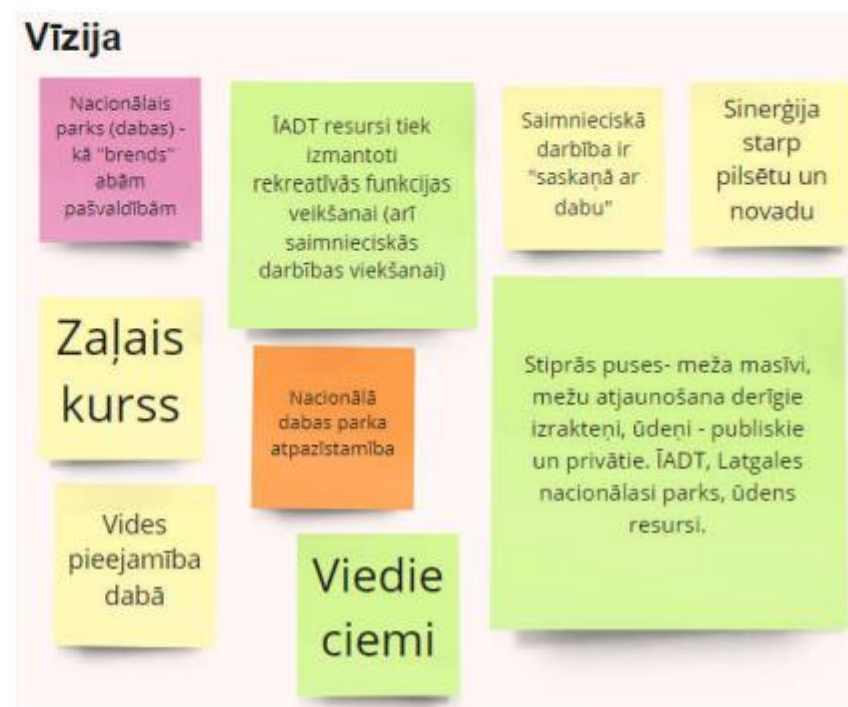 Vīzija
Nacionālais
parks (dabas) -
kā "brends"
abām
pašvaldībām
ĪADT resursi tiek
izmantoti
rekreatīvās funkcijas
veikšanai (arī
saimnieciskās
darbības viekšanai)
Saimnieciskā
darbība ir
"saskaņā ar
dabu"
Sinerģija
starp
pilsētu un
novadu
Zaļais
kurss
Nacionālā
dabas parka
atpazīstamība
Stiprās puses- meža masīvi,
mežu atjaunošana derīgie
izrakteņi, ūdeņi - publiskie
un privātie. ĪADT, Latgales
nacionālasi parks, ūdens
resursi.
Vides
pieejamība
dabā
Viedie
ciemi